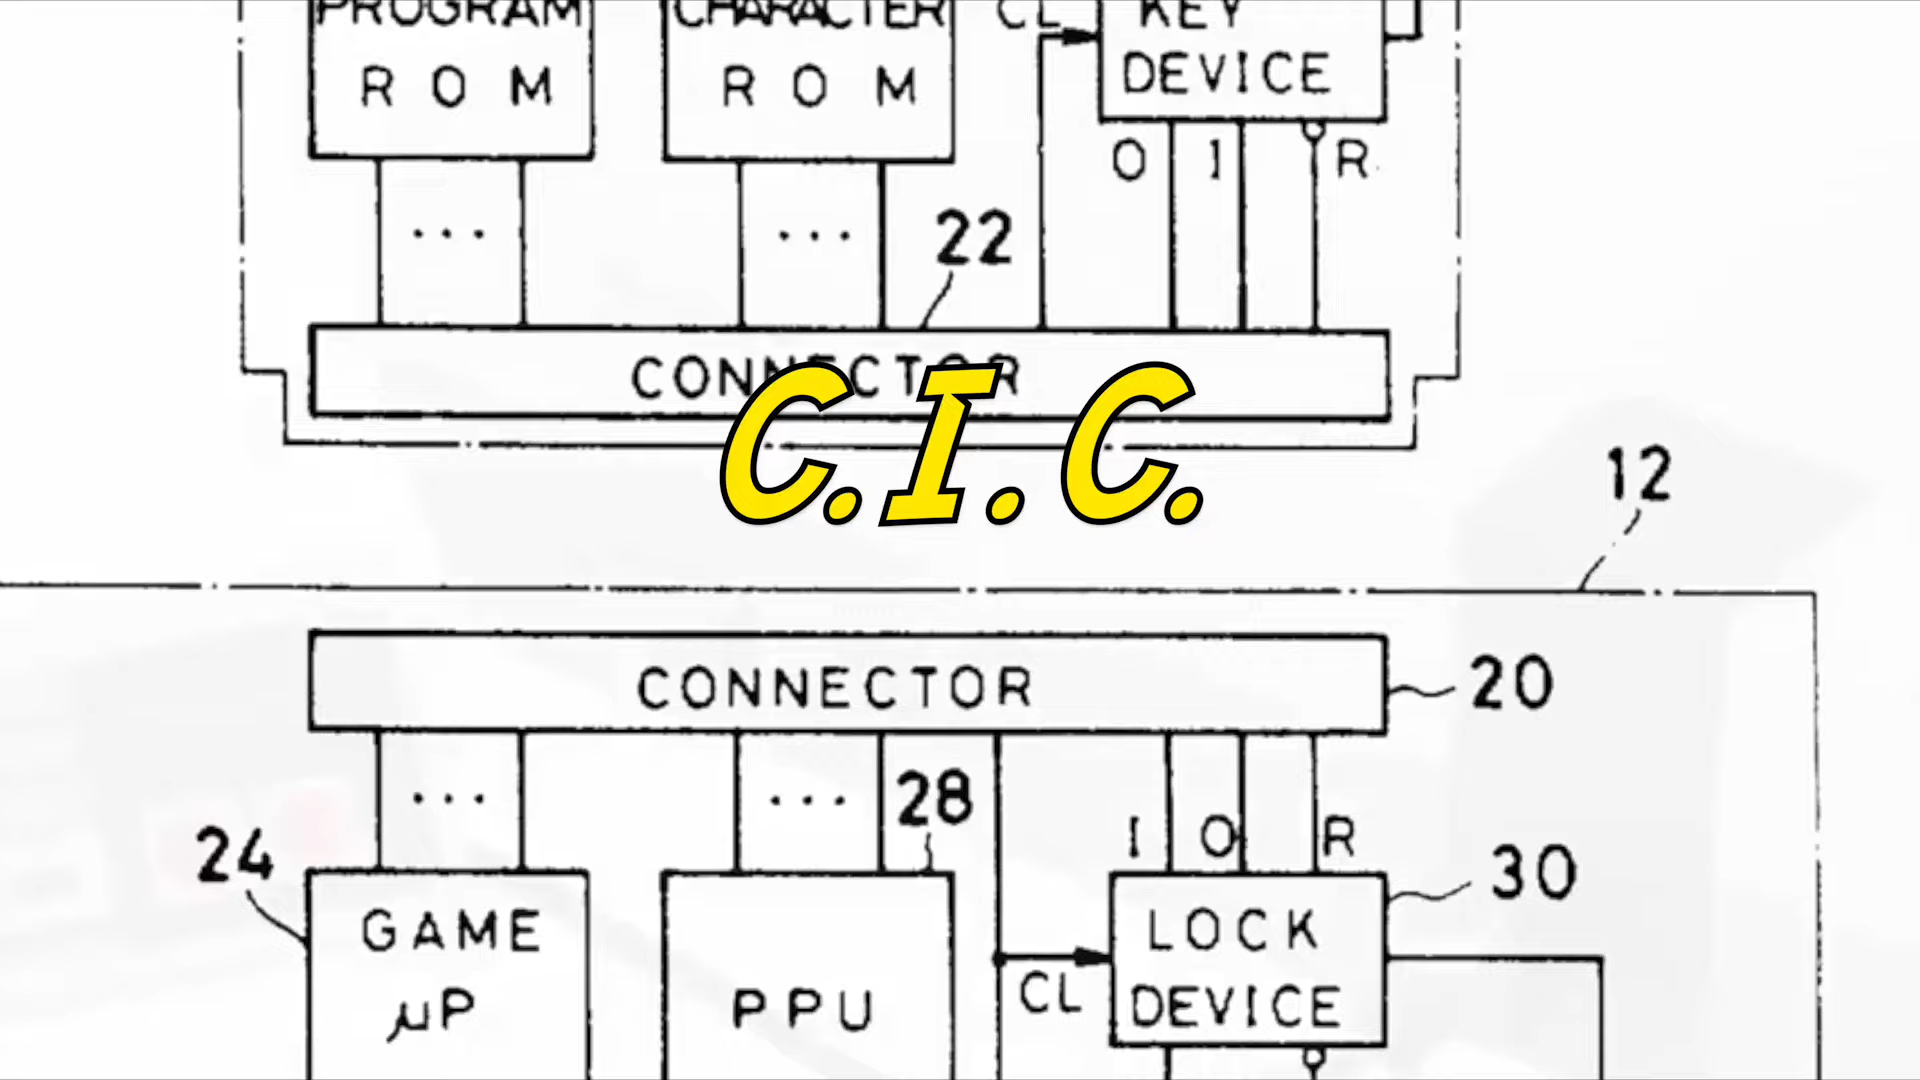 PROGRAM
ROM
CHARACTER
ROM
CL
KEY
DEVICE
O I R
...
...
22
CONNECTOR
C.I.C.
12
CONNECTOR
20
...
...
28
I O R
24
30
GAME
μP
PPU
CL
LOCK
DEVICE